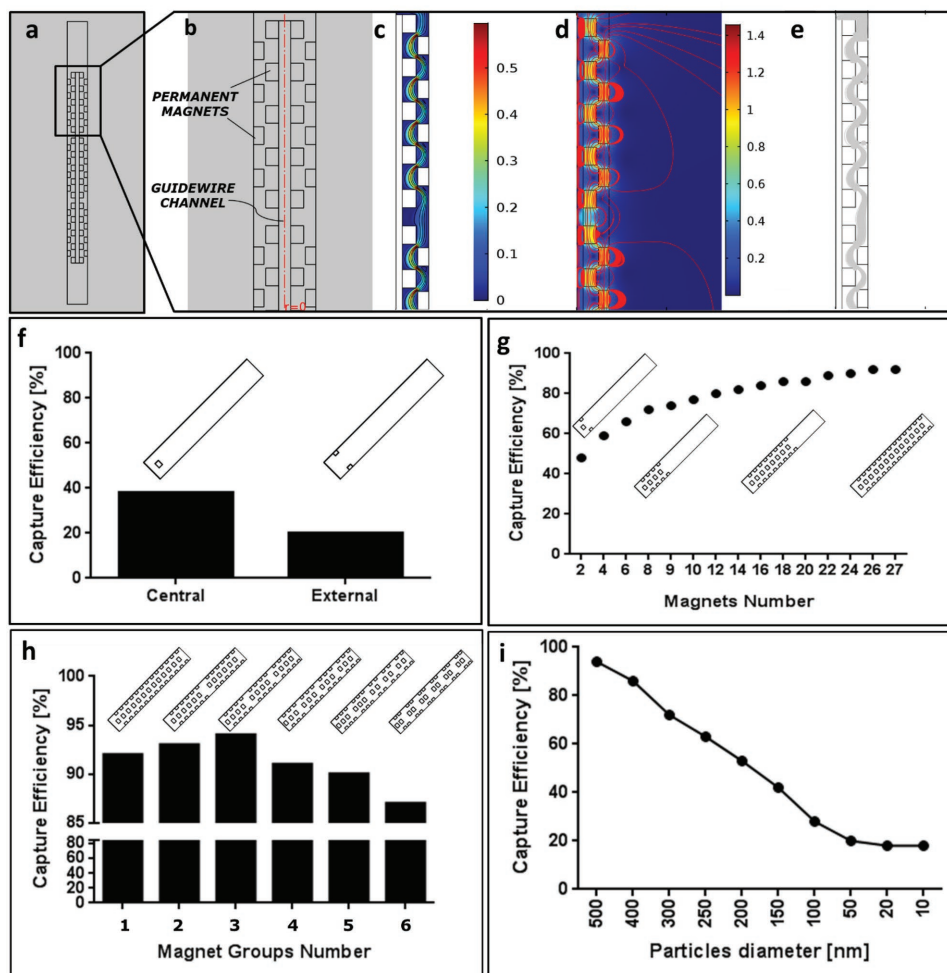 a
b
c
d
e
PERMANENT
MAGNETS
GUIDEWIRE
CHANNEL
r=0
0.5
0.4
0.3
0.2
0.1
0
1.4
1.2
1
0.8
0.6
0.4
0.2
f
Capture Efficiency [%]
100
80
60
40
20
0
Central
External
g
Capture Efficiency [%]
100
80
60
40
20
0
2 4 6 8 9 10 12 14 16 18 20 22 24 26 27
Magnets Number
h
Capture Efficiency [%]
100
95
90
85
80
60
40
20
0
1 2 3 4 5 6
Magnet Groups Number
i
Capture Efficiency [%]
100
80
60
40
20
0
500 400 300 250 200 150 100 50 20 10
Particles diameter [nm]